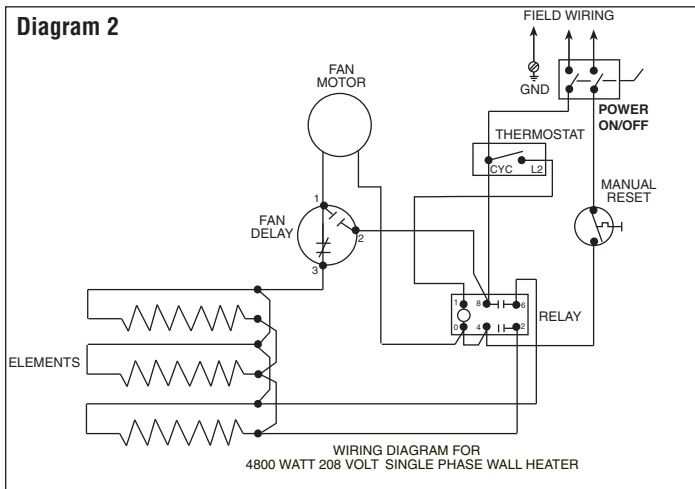 Diagram 2
FIELD WIRING
FAN
MOTOR
GND
POWER
ON/OFF
THERMOSTAT
CYC L2
MANUAL
RESET
FAN
DELAY
1
2
3
1 8 6
0 4 2
RELAY
ELEMENTS
WIRING DIAGRAM FOR
4800 WATT 208 VOLT SINGLE PHASE WALL HEATER